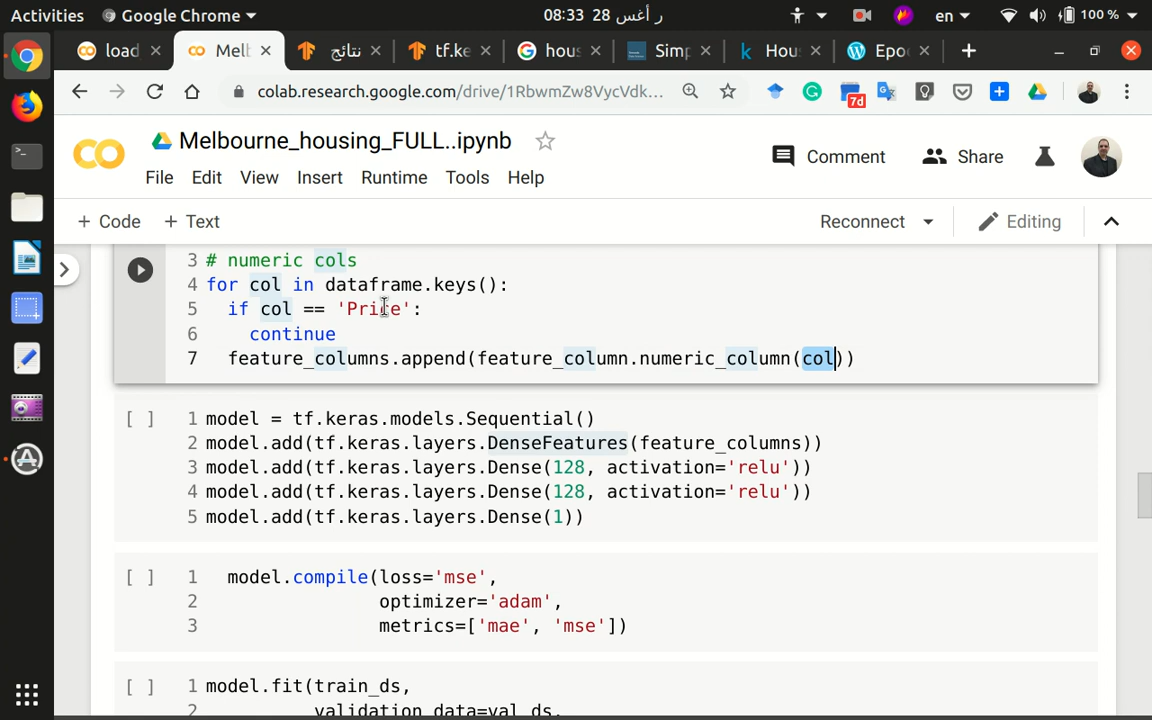 Activities Google Chrome ر أغس 28 08:33 en 100 %
load Melb نتائج tf.ke hous Simp Hou Epoc
colab.research.google.com/drive/1RbwmZw8VycVdk... 7d
Melbourne_housing_FULL..ipynb
Comment Share
File Edit View Insert Runtime Tools Help
+ Code + Text Reconnect Editing
3 # numeric cols
4 for col in dataframe.keys():
5 if col == 'Price':
6 continue
7 feature_columns.append(feature_column.numeric_column(col))
[ ] 1 model = tf.keras.models.Sequential()
2 model.add(tf.keras.layers.DenseFeatures(feature_columns))
3 model.add(tf.keras.layers.Dense(128, activation='relu'))
4 model.add(tf.keras.layers.Dense(128, activation='relu'))
5 model.add(tf.keras.layers.Dense(1))
[ ] 1 model.compile(loss='mse',
2 optimizer='adam',
3 metrics=['mae', 'mse'])
[ ] 1 model.fit(train_ds,
2 validation_data=val_ds,